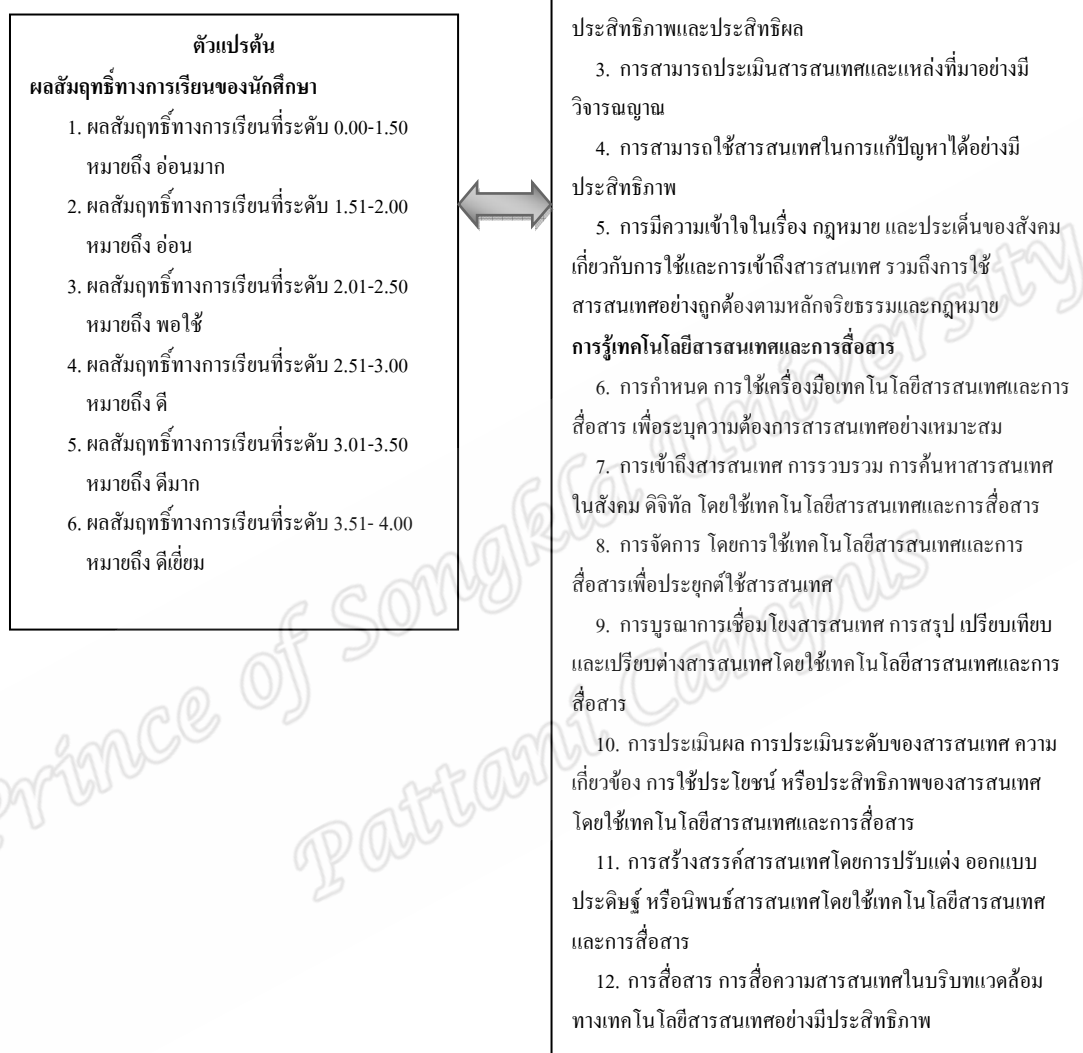 ตัวแปรต้น
ผลสัมฤทธิ์ทางการเรียนของนักศึกษา
1. ผลสัมฤทธิ์ทางการเรียนที่ระดับ 0.00-1.50
หมายถึง อ่อนมาก
2. ผลสัมฤทธิ์ทางการเรียนที่ระดับ 1.51-2.00
หมายถึง อ่อน
3. ผลสัมฤทธิ์ทางการเรียนที่ระดับ 2.01-2.50
หมายถึง พอใช้
4. ผลสัมฤทธิ์ทางการเรียนที่ระดับ 2.51-3.00
หมายถึง ดี
5. ผลสัมฤทธิ์ทางการเรียนที่ระดับ 3.01-3.50
หมายถึง ดีมาก
6. ผลสัมฤทธิ์ทางการเรียนที่ระดับ 3.51- 4.00
หมายถึง ดีเยี่ยม
ประสิทธิภาพและประสิทธิผล
3. การสามารถประเมินสารสนเทศและแหล่งที่มาอย่างมี
วิจารณญาณ
4. การสามารถใช้สารสนเทศในการแก้ปัญหาได้อย่างมี
ประสิทธิภาพ
5. การมีความเข้าใจในเรื่อง กฎหมาย และประเด็นของสังคม
เกี่ยวกับการใช้และการเข้าถึงสารสนเทศ รวมถึงการใช้
สารสนเทศอย่างถูกต้องตามหลักจริยธรรมและกฎหมาย
การรู้เทคโนโลยีสารสนเทศและการสื่อสาร
6. การกำหนด การใช้เครื่องมือเทคโนโลยีสารสนเทศและการ
สื่อสาร เพื่อระบุความต้องการสารสนเทศอย่างเหมาะสม
7. การเข้าถึงสารสนเทศ การรวบรวม การค้นหาสารสนเทศ
ในสังคม ดิจิทัล โดยใช้เทคโนโลยีสารสนเทศและการสื่อสาร
8. การจัดการ โดยการใช้เทคโนโลยีสารสนเทศและการ
สื่อสารเพื่อประยุกต์ใช้สารสนเทศ
9. การบูรณาการเชื่อมโยงสารสนเทศ การสรุป เปรียบเทียบ
และเปรียบต่างสารสนเทศโดยใช้เทคโนโลยีสารสนเทศและการ
สื่อสาร
10. การประเมินผล การประเมินระดับของสารสนเทศ ความ
เกี่ยวข้อง การใช้ประโยชน์ หรือประสิทธิภาพของสารสนเทศ
โดยใช้เทคโนโลยีสารสนเทศและการสื่อสาร
11. การสร้างสรรค์สารสนเทศโดยการปรับแต่ง ออกแบบ
ประดิษฐ์ หรือนิพนธ์สารสนเทศโดยใช้เทคโนโลยีสารสนเทศ
และการสื่อสาร
12. การสื่อสาร การสื่อความสารสนเทศในบริบทแวดล้อม
ทางเทคโนโลยีสารสนเทศอย่างมีประสิทธิภาพ
Prince of Songkla University
Pattani Campus